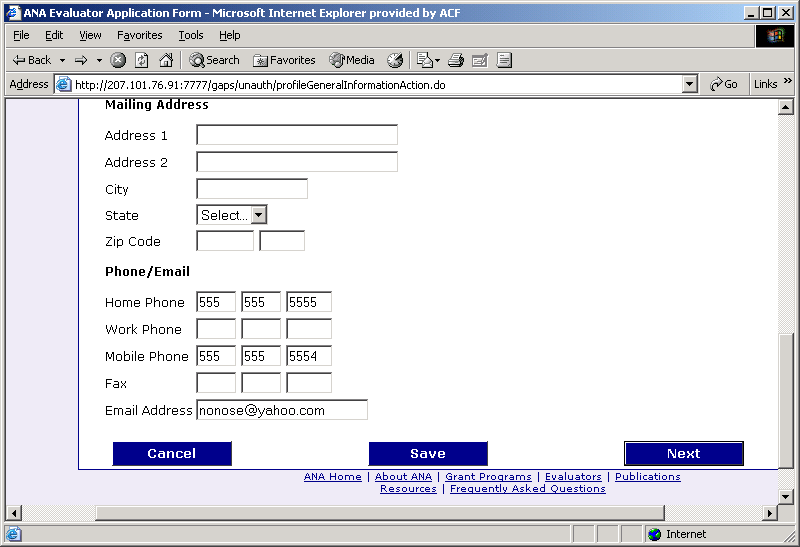 ANA Evaluator Application Form - Microsoft Internet Explorer provided by ACF
File Edit View Favorites Tools Help
Back Search Favorites Media
Address http://207.101.76.91:7777/gaps/unauth/profileGeneralInformationAction.do Go Links »
Mailing Address
Address 1
Address 2
City
State Select...
Zip Code
Phone/Email
Home Phone 555 555 5555
Work Phone
Mobile Phone 555 555 5554
Fax
Email Address nonose@yahoo.com
Cancel Save Next
ANA Home | About ANA | Grant Programs | Evaluators | Publications
Resources | Frequently Asked Questions
Internet